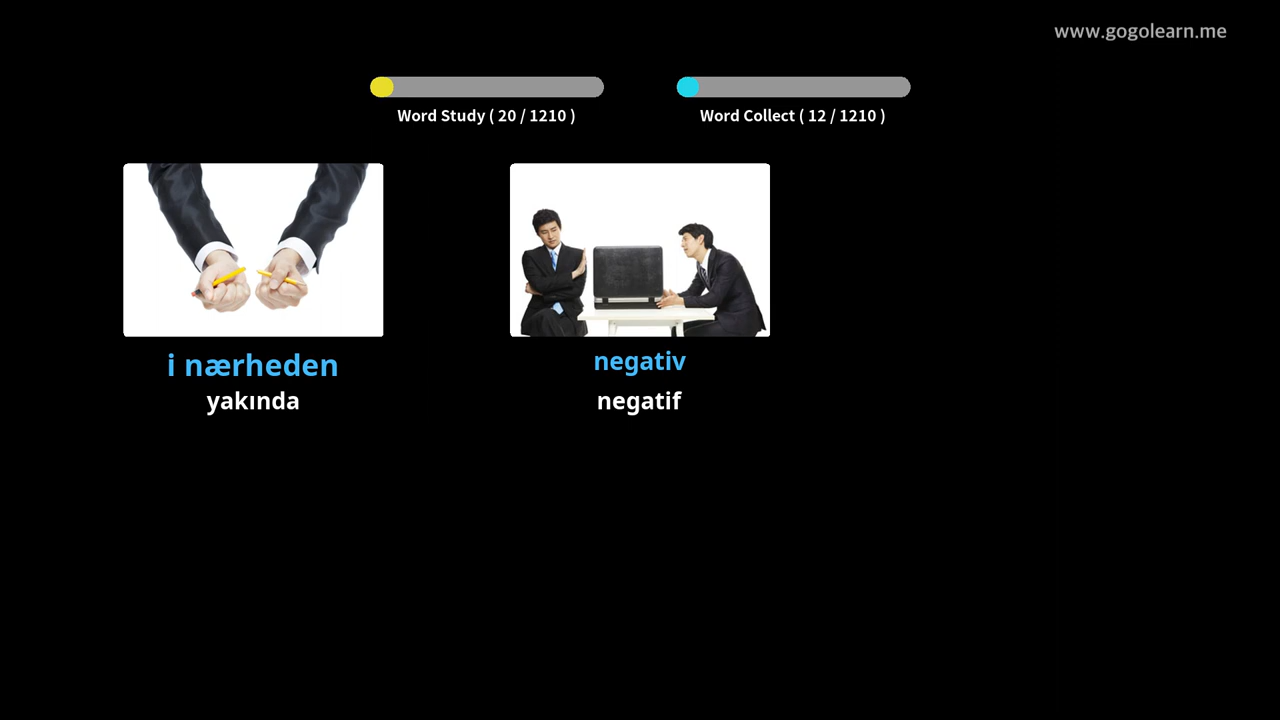 www.gogolearn.me
Word Study ( 20 / 1210 )
Word Collect ( 12 / 1210 )
i nærheden
yakında
negativ
negatif